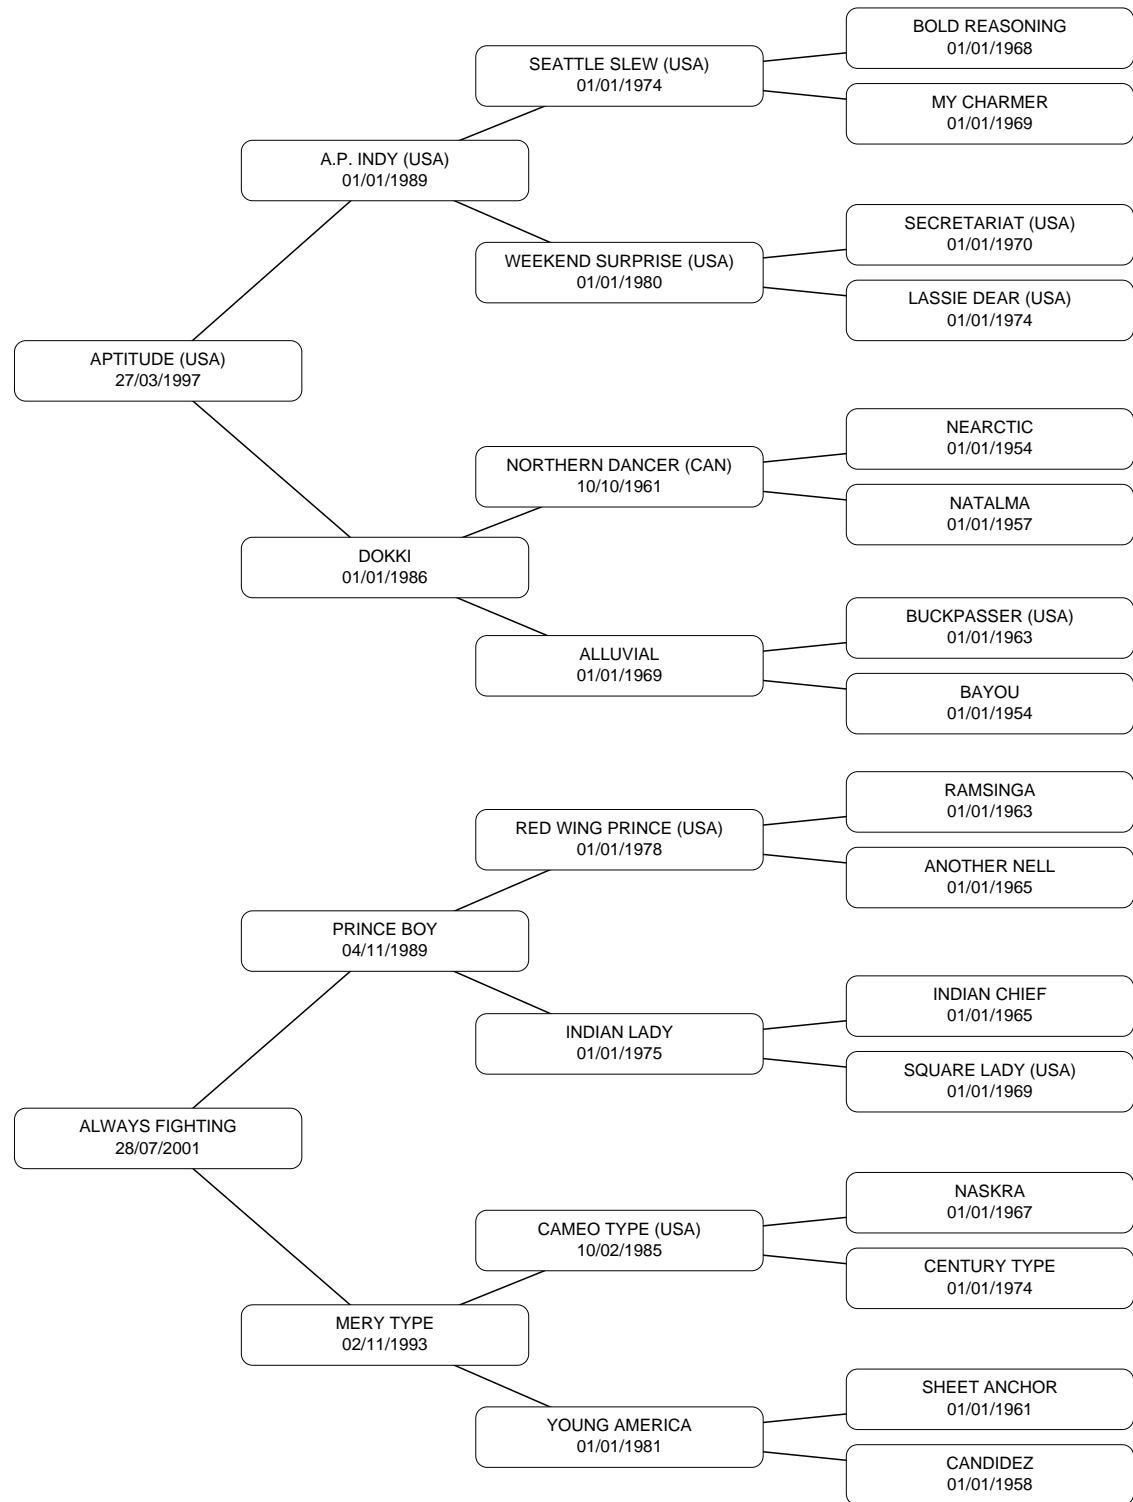 BOLD REASONING
01/01/1968
SEATTLE SLEW (USA)
01/01/1974
MY CHARMER
01/01/1969
A.P. INDY (USA)
01/01/1989
SECRETARIAT (USA)
01/01/1970
WEEKEND SURPRISE (USA)
01/01/1980
LASSIE DEAR (USA)
01/01/1974
APTITUDE (USA)
27/03/1997
NEARCTIC
01/01/1954
NORTHERN DANCER (CAN)
10/10/1961
NATALMA
01/01/1957
DOKKI
01/01/1986
BUCKPASSER (USA)
01/01/1963
ALLUVIAL
01/01/1969
BAYOU
01/01/1954
RAMSINGA
01/01/1963
RED WING PRINCE (USA)
01/01/1978
ANOTHER NELL
01/01/1965
PRINCE BOY
04/11/1989
INDIAN CHIEF
01/01/1965
INDIAN LADY
01/01/1975
SQUARE LADY (USA)
01/01/1969
ALWAYS FIGHTING
28/07/2001
NASKRA
01/01/1967
CAMEO TYPE (USA)
10/02/1985
CENTURY TYPE
01/01/1974
MERY TYPE
02/11/1993
SHEET ANCHOR
01/01/1961
YOUNG AMERICA
01/01/1981
CANDIDEZ
01/01/1958